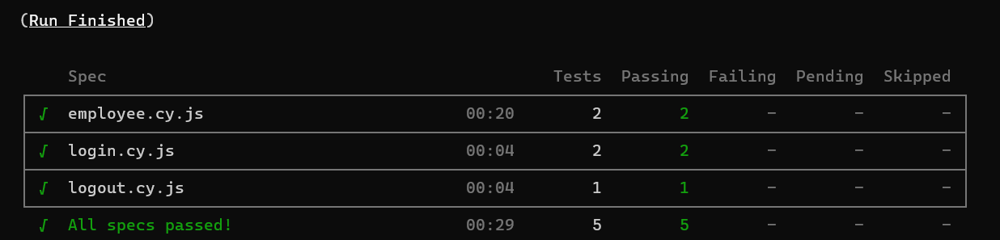 (Run Finished)
Spec Tests Passing Failing Pending Skipped
√ employee.cy.js 00:20 2 2 - - -
√ login.cy.js 00:04 2 2 - - -
√ logout.cy.js 00:04 1 1 - - -
√ All specs passed! 00:29 5 5 - - -